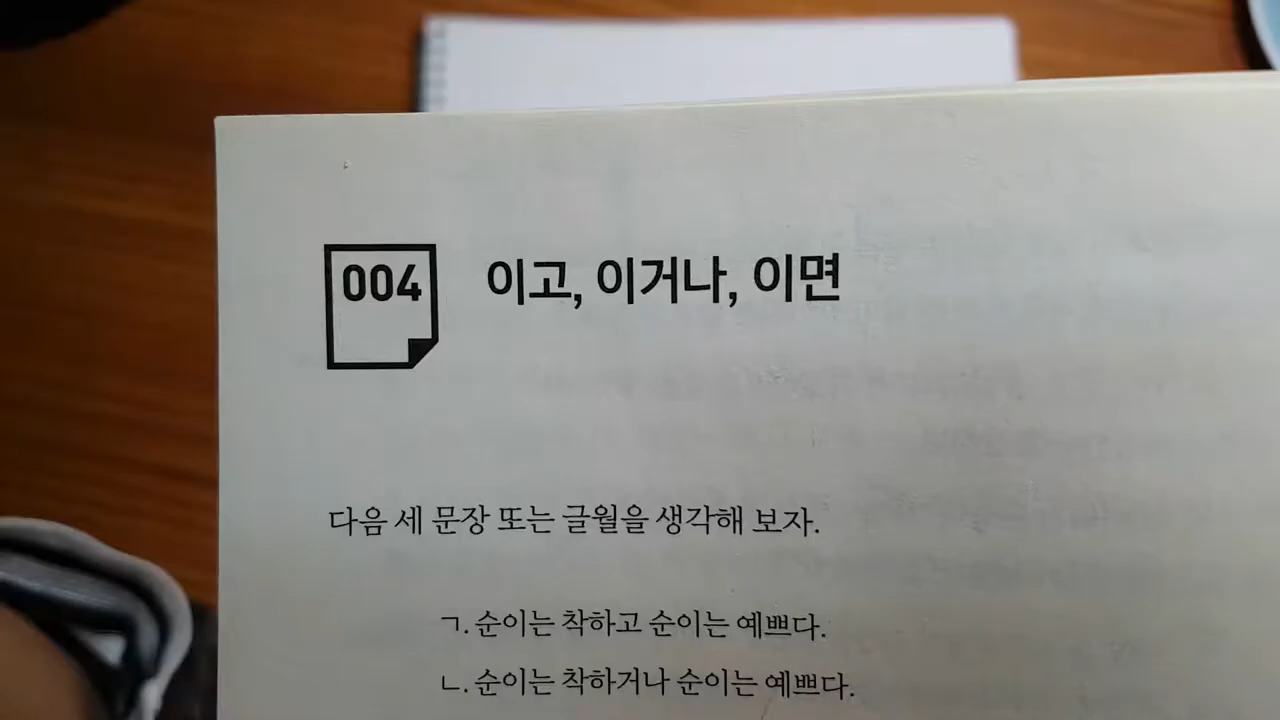 004 이고, 이거나, 이면
다음 세 문장 또는 글월을 생각해 보자.
ㄱ. 순이는 착하고 순이는 예쁘다.
ㄴ. 순이는 착하거나 순이는 예쁘다.